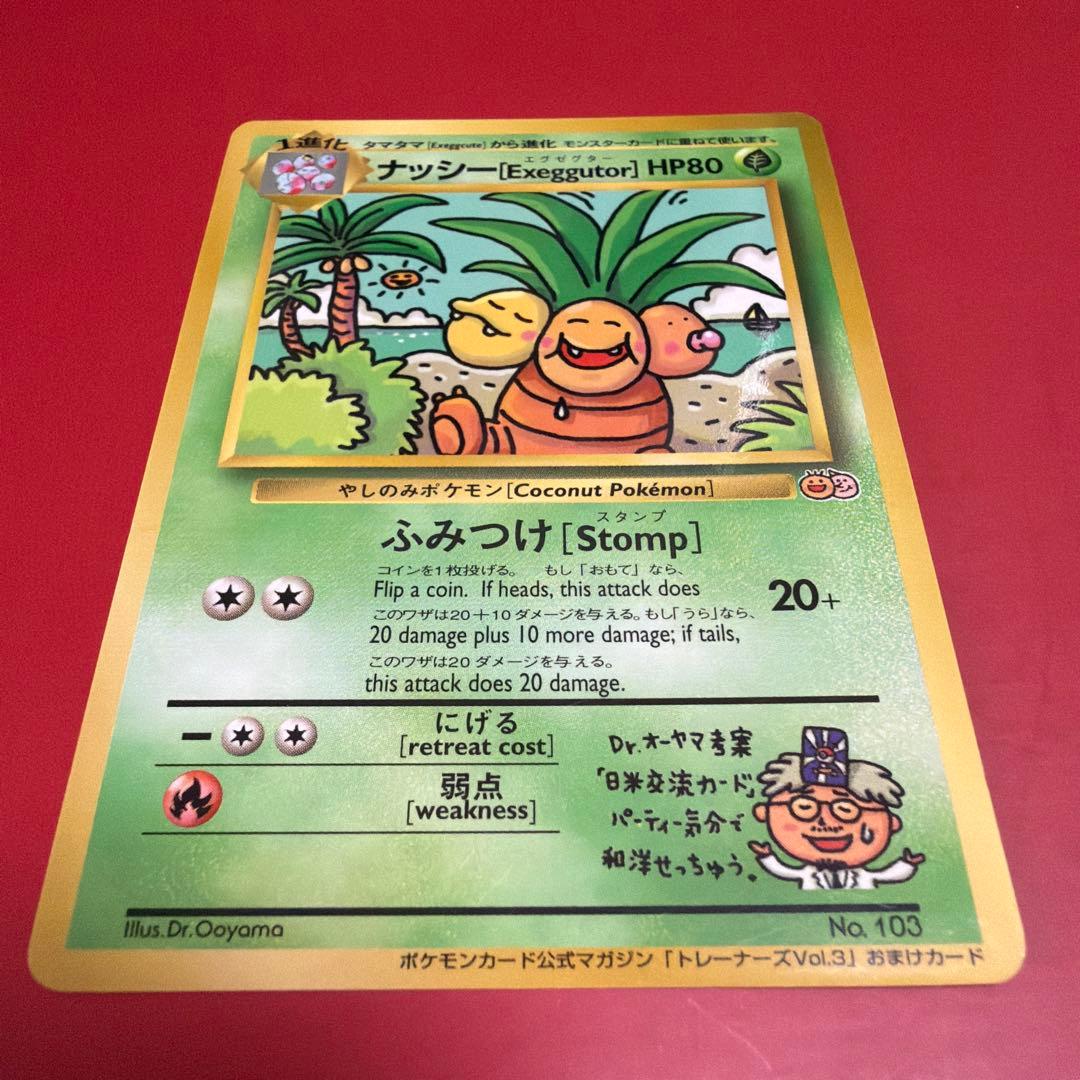 1進化 タマタマ[Exeggcute]から進化 モンスターカードに重ねて使います。
エグゼグター
ナッシー[Exeggutor] HP80
やしのみポケモン[Coconut Pokémon]
スタンプ
ふみつけ[Stomp]
コインを1枚投げる。 もし「おもて」なら、
Flip a coin. If heads, this attack does
20+
このワザは20+10ダメージを与える。もし「うら」なら、
20 damage plus 10 more damage; if tails,
このワザは20ダメージを与える。
this attack does 20 damage.
にげる
[retreat cost]
弱点
[weakness]
Dr.オーヤマ考案
「日米交流カード」
パーティー気分で
和洋せっちゅう。
Illus.Dr.Ooyama
No. 103
ポケモンカード公式マガジン「トレーナーズVol.3」おまけカード